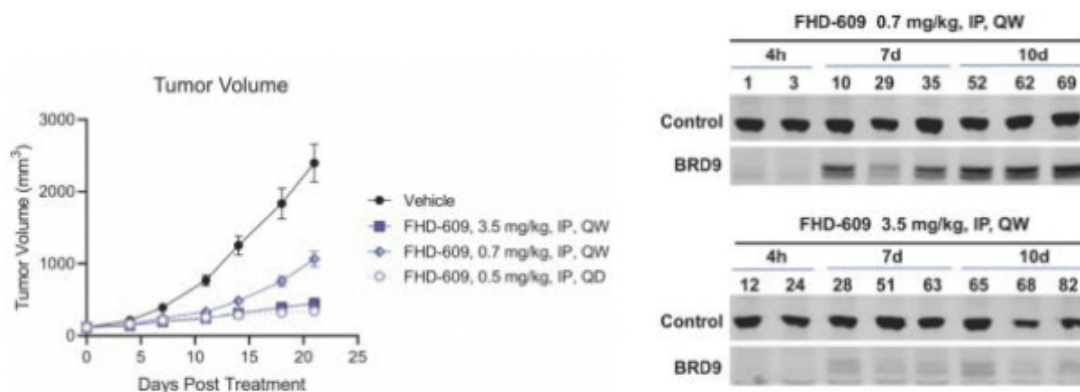 Tumor Volume
Tumor Volume (mm³)
3000
2000
1000
0
0 5 10 15 20 25
Days Post Treatment
Vehicle
FHD-609, 3.5 mg/kg, IP, QW
FHD-609, 0.7 mg/kg, IP, QW
FHD-609, 0.5 mg/kg, IP, QD
FHD-609 0.7 mg/kg, IP, QW
4h 7d 10d
1 3 10 29 35 52 62 69
Control
BRD9
FHD-609 3.5 mg/kg, IP, QW
4h 7d 10d
12 24 28 51 63 65 68 82
Control
BRD9